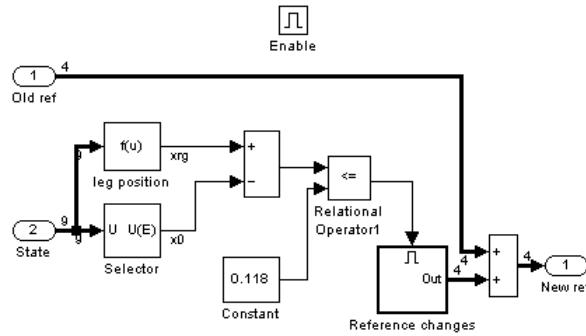 Enable
1
4
Old ref
f(u)
9
xrg
+
−
leg position
<=
Relational
Operator1
2
9
State
U U(E)
9
x0
Selector
0.118
Constant
Out
4
4
Reference changes
+
+
4
1
New ref